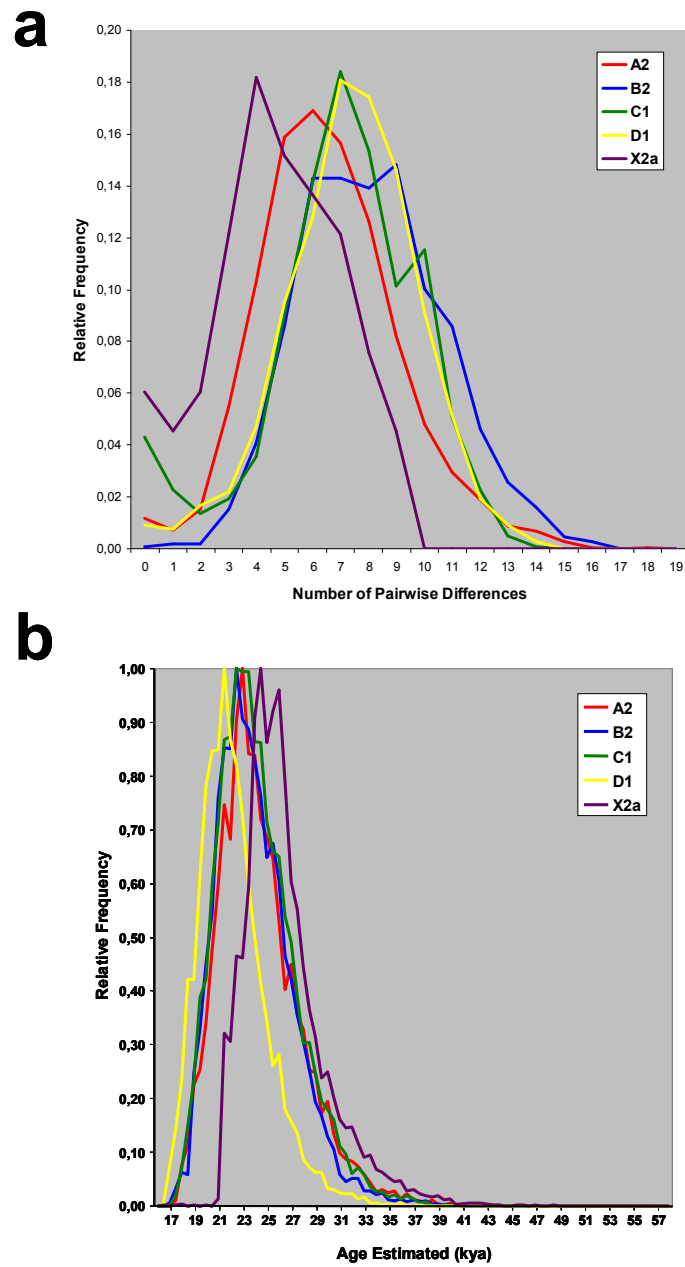 a
0,20
0,18
0,16
0,14
0,12
0,10
0,08
0,06
0,04
0,02
0,00
Relative Frequency
A2
B2
C1
D1
X2a
0 1 2 3 4 5 6 7 8 9 10 11 12 13 14 15 16 17 18 19
Number of Pairwise Differences
b
1,00
0,90
0,80
0,70
0,60
0,50
0,40
0,30
0,20
0,10
0,00
Relative Frequency
A2
B2
C1
D1
X2a
17 19 21 23 25 27 29 31 33 35 37 39 41 43 45 47 49 51 53 55 57
Age Estimated (kya)